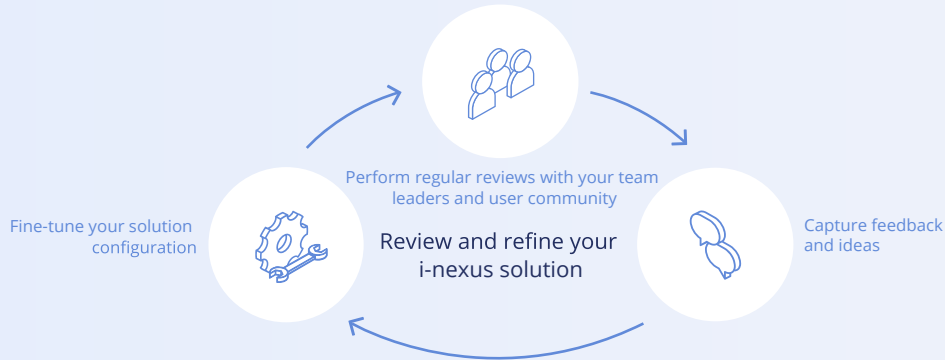 Perform regular reviews with your team
leaders and user community
Fine-tune your solution
configuration
Review and refine your
i-nexus solution
Capture feedback
and ideas